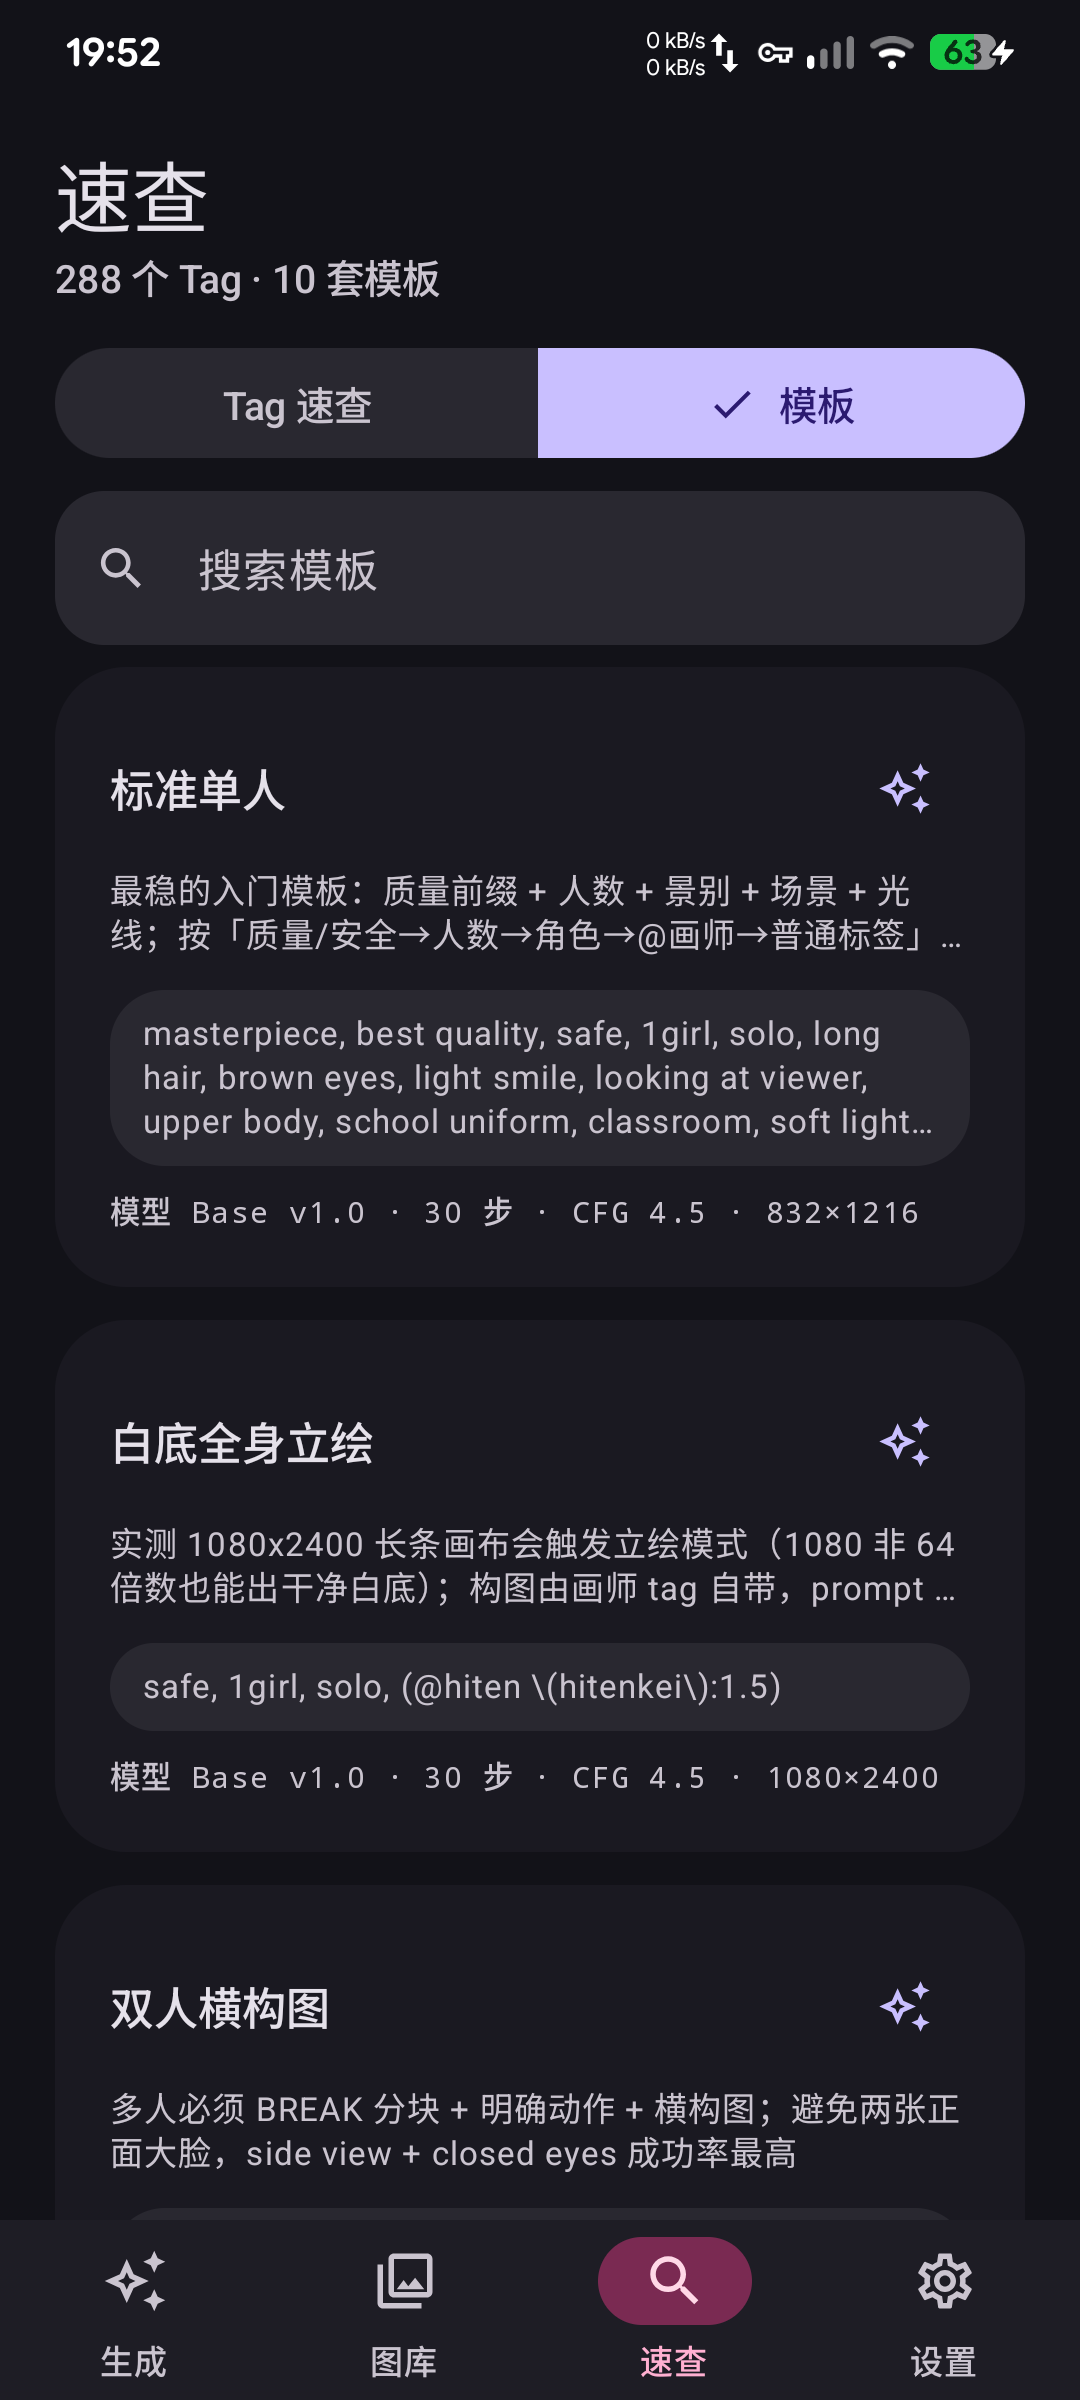 19:52
0 kB/s
0 kB/s
63
速查
288 个 Tag · 10 套模板
Tag 速查
模板
搜索模板
标准单人
最稳的入门模板：质量前缀 + 人数 + 景别 + 场景 + 光
线；按「质量/安全→人数→角色→@画师→普通标签」…
masterpiece, best quality, safe, 1girl, solo, long
hair, brown eyes, light smile, looking at viewer,
upper body, school uniform, classroom, soft light…
模型 Base v1.0 · 30 步 · CFG 4.5 · 832×1216
白底全身立绘
实测 1080x2400 长条画布会触发立绘模式（1080 非 64
倍数也能出干净白底）；构图由画师 tag 自带，prompt …
safe, 1girl, solo, (@hiten \(hitenkei\):1.5)
模型 Base v1.0 · 30 步 · CFG 4.5 · 1080×2400
双人横构图
多人必须 BREAK 分块 + 明确动作 + 横构图；避免两张正
面大脸，side view + closed eyes 成功率最高
生成
图库
速查
设置